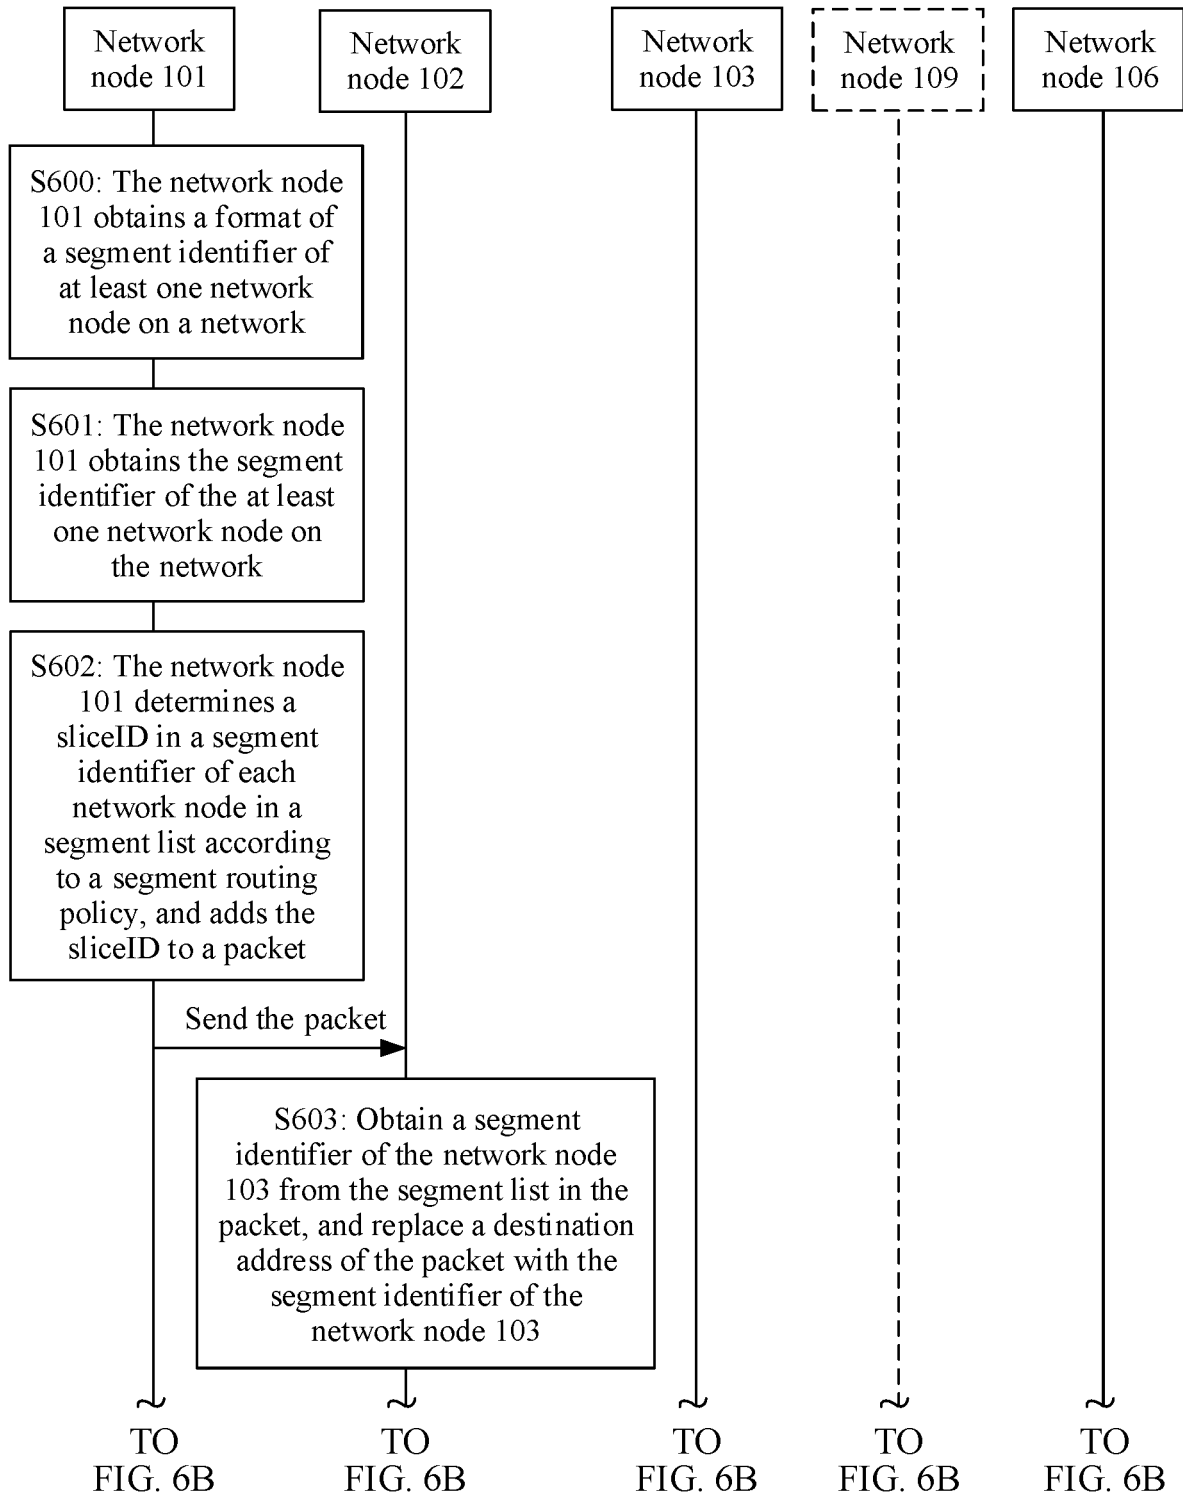 Network
node 101
Network
node 102
Network
node 103
Network
node 109
Network
node 106
S600: The network node
101 obtains a format of
a segment identifier of
at least one network
node on a network
S601: The network node
101 obtains the segment
identifier of the at least
one network node on
the network
S602: The network node
101 determines a
sliceID in a segment
identifier of each
network node in a
segment list according
to a segment routing
policy, and adds the
sliceID to a packet
Send the packet
S603: Obtain a segment
identifier of the network node
103 from the segment list in the
packet, and replace a destination
address of the packet with the
segment identifier of the
network node 103
TO
FIG. 6B
TO
FIG. 6B
TO
FIG. 6B
TO
FIG. 6B
TO
FIG. 6B